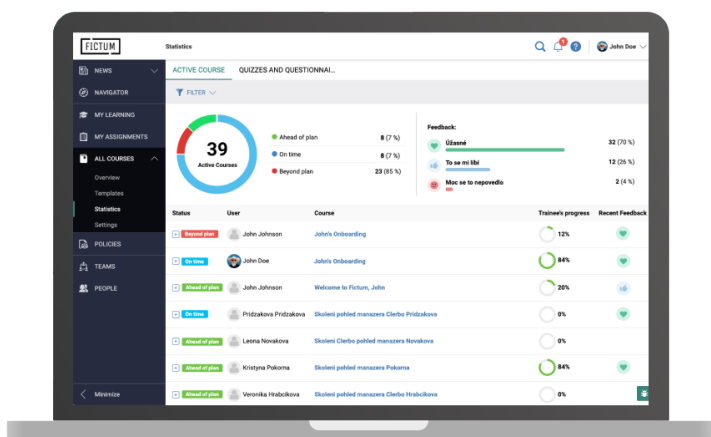 FICTUM
Statistics
1
John Doe
NEWS
ACTIVE COURSE QUIZZES AND QUESTIONNAI...
NAVIGATOR
FILTER
MY LEARNING
MY ASSIGNMENTS
ALL COURSES
Overview
Templates
Statistics
Settings
POLICIES
TEAMS
PEOPLE
Minimize
39
Active Courses
Ahead of plan 8 (7 %)
On time 8 (7 %)
Beyond plan 23 (85 %)
Feedback:
Úžasné 32 (70 %)
To se mi líbí 12 (26 %)
Moc se to nepovedlo 2 (4 %)
Status User Course Trainee's progress Recent Feedback
Beyond plan John Johnson John's Onboarding 12%
On time John Doe John's Onboarding 84%
Ahead of plan John Johnson Welcome to Fictum, John 20%
On time Pridzakova Pridzakova Skoleni pohled manazera Clerbo Pridzakova 0%
Ahead of plan Leona Novakova Skoleni Clerbo pohled manazera Novakova 0%
Ahead of plan Kristyna Pokorna Skoleni pohled manazera Pokorna 84%
Ahead of plan Veronika Hrabcikova Skoleni pohled manazera Clerbo Hrabcikova 0%